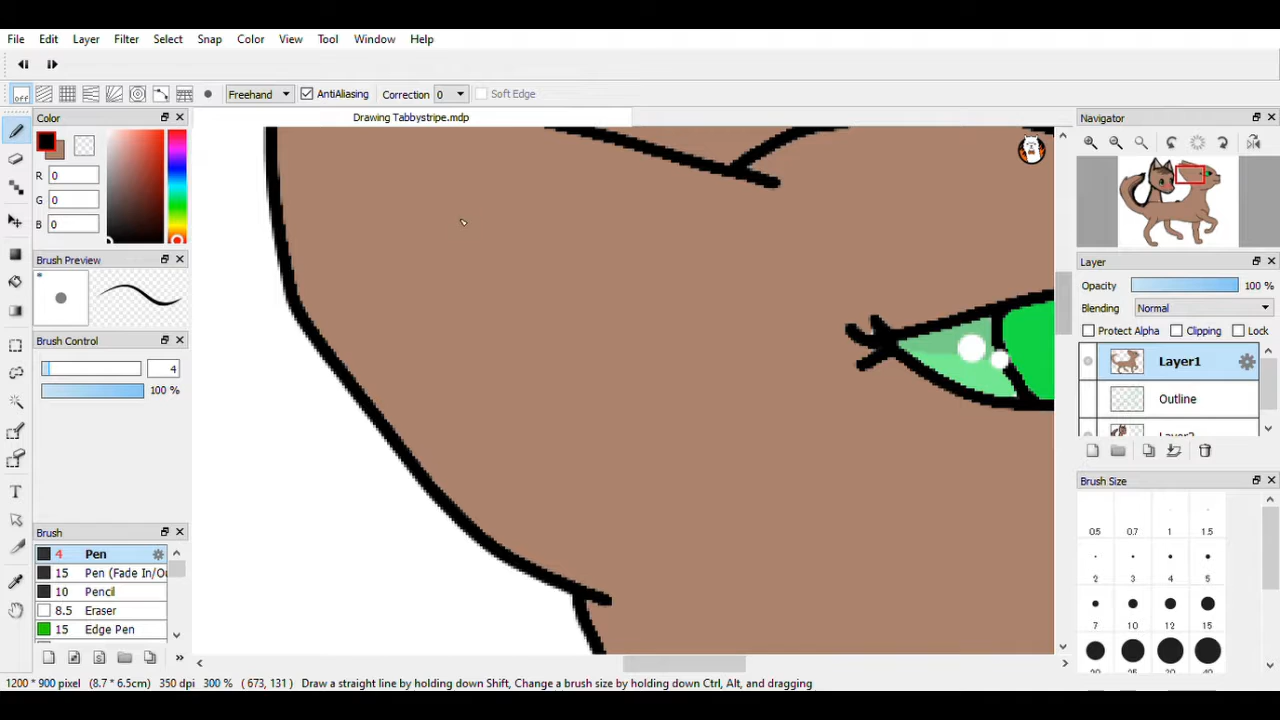 File Edit Layer Filter Select Snap Color View Tool Window Help
off Freehand AntiAliasing Correction 0 Soft Edge
Color
Drawing Tabbystripe.mdp
Navigator
R 0
G 0
B 0
Brush Preview
Layer
Opacity 100 %
Blending Normal
Protect Alpha Clipping Lock
Brush Control
4
100 %
Layer1
Outline
Brush Size
0.5 0.7 1 1.5
2 3 4 5
7 10 12 15
Brush
4 Pen
15 Pen (Fade In/Ou
10 Pencil
8.5 Eraser
15 Edge Pen
1200 * 900 pixel (8.7 * 6.5cm) 350 dpi 300 % ( 673, 131 ) Draw a straight line by holding down Shift, Change a brush size by holding down Ctrl, Alt, and dragging